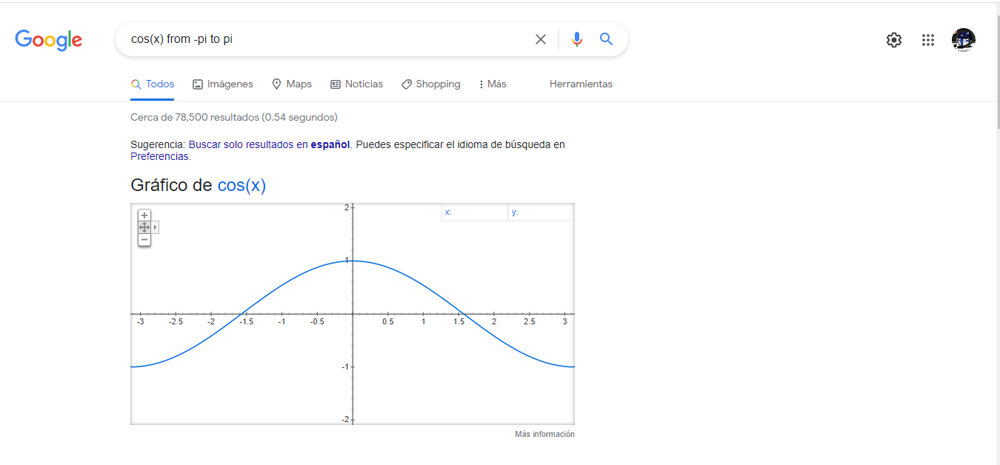 Google
cos(x) from -pi to pi
Todos Imágenes Maps Noticias Shopping Más Herramientas
Cerca de 78,500 resultados (0.54 segundos)
Sugerencia: Buscar solo resultados en español. Puedes especificar el idioma de búsqueda en
Preferencias.
Gráfico de cos(x)
2 x: y:
1
-3 -2.5 -2 -1.5 -1 -0.5 0.5 1 1.5 2 2.5 3
-1
-2
Más información